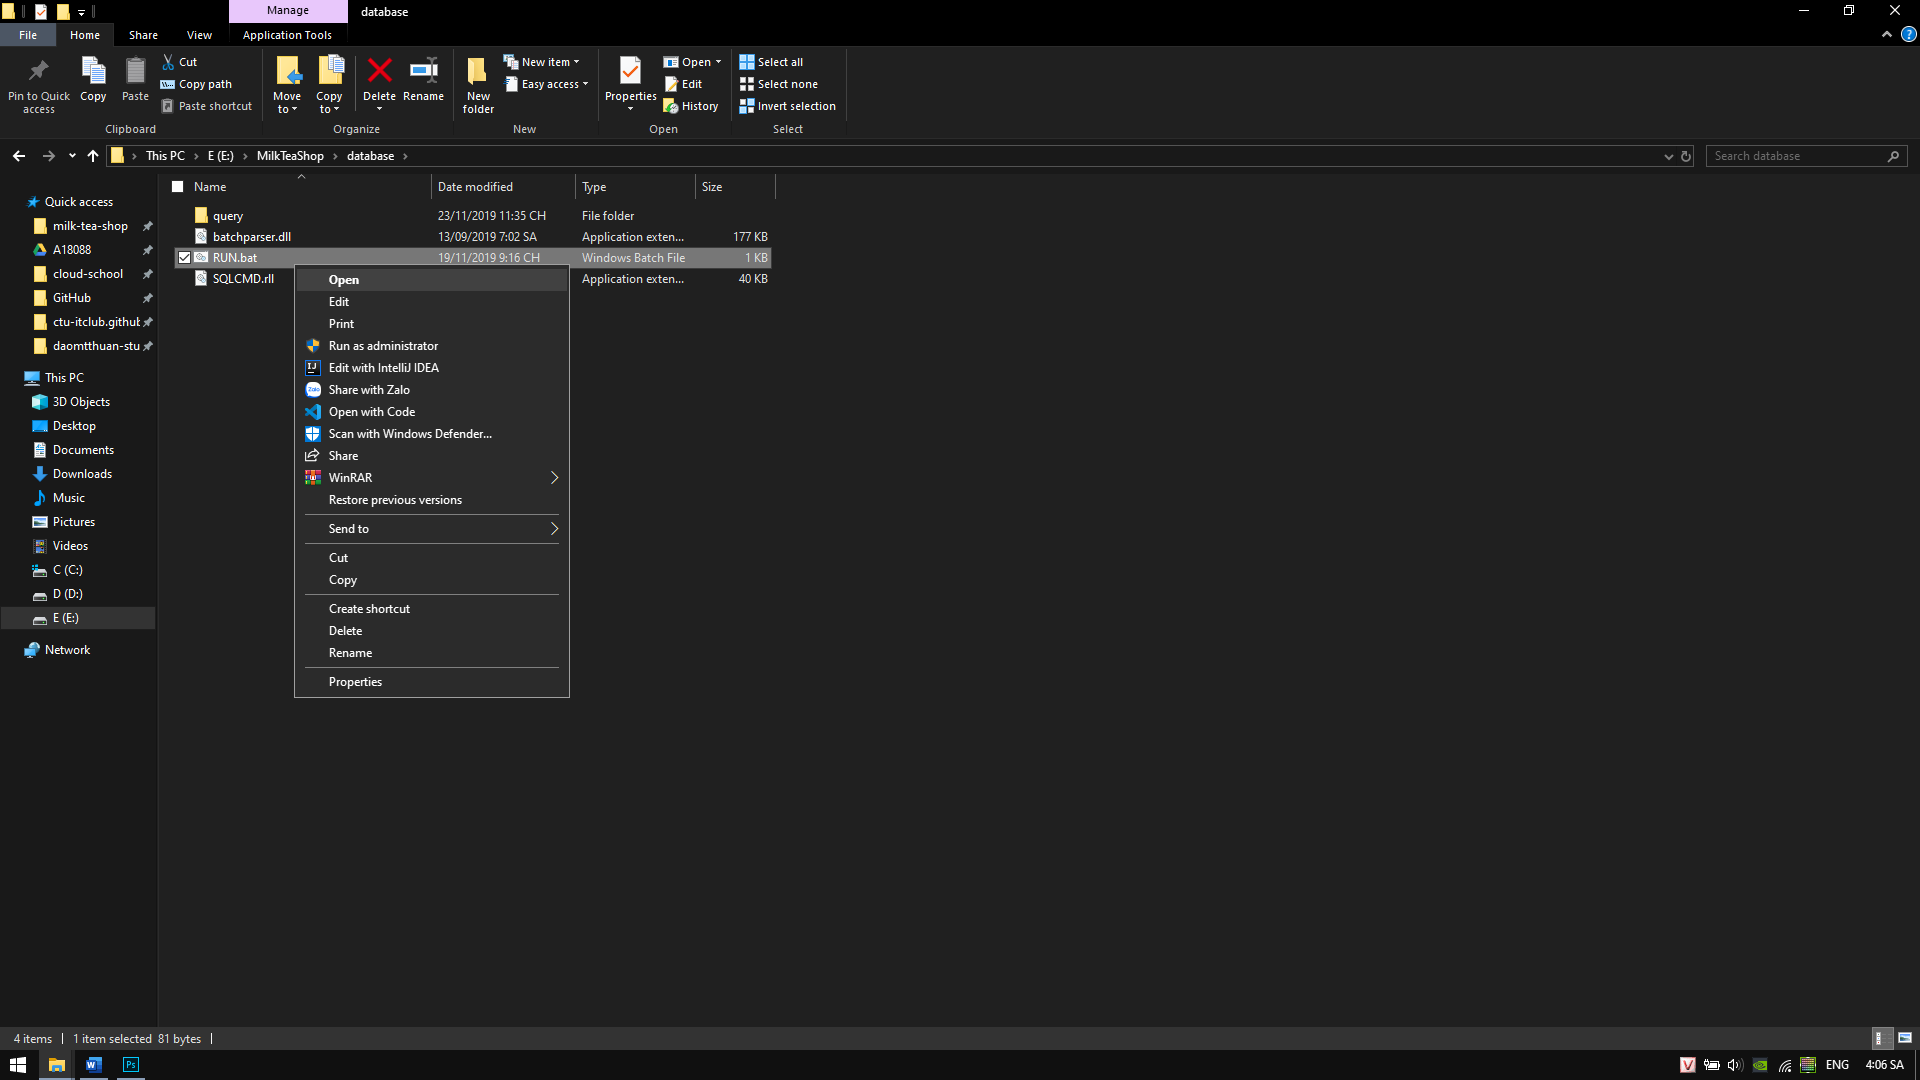 Manage
database
File
Home
Share
View
Application Tools
Pin to Quick access
Copy
Paste
Cut
Copy path
Paste shortcut
Clipboard
Move to
Copy to
Delete
Rename
Organize
New folder
New item
Easy access
New
Properties
Open
Edit
History
Open
Select all
Select none
Invert selection
Select
This PC
E (E:)
MilkTeaShop
database
Search database
Name
Date modified
Type
Size
query
23/11/2019 11:35 CH
File folder
batchparser.dll
13/09/2019 7:02 SA
Application exten...
177 KB
RUN.bat
19/11/2019 9:16 CH
Windows Batch File
1 KB
SQLCMD.rll
Application exten...
40 KB
Quick access
milk-tea-shop
A18088
cloud-school
GitHub
ctu-itclub.github
daomtthuan-stu
This PC
3D Objects
Desktop
Documents
Downloads
Music
Pictures
Videos
C (C:)
D (D:)
E (E:)
Network
Open
Edit
Print
Run as administrator
Edit with IntelliJ IDEA
Share with Zalo
Open with Code
Scan with Windows Defender...
Share
WinRAR
Restore previous versions
Send to
Cut
Copy
Create shortcut
Delete
Rename
Properties
4 items
1 item selected 81 bytes
ENG
4:06 SA